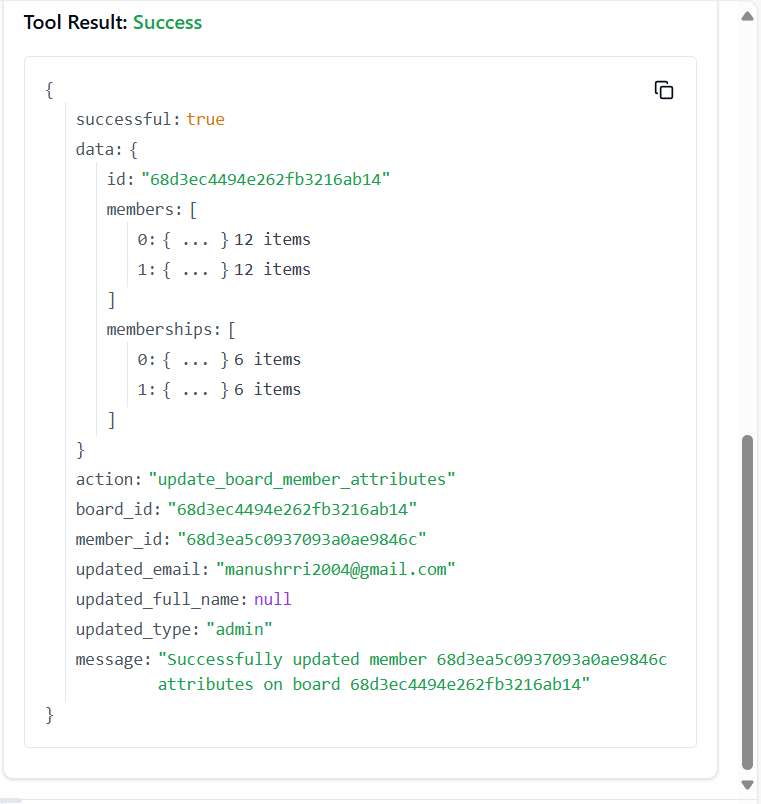 Tool Result: Success
{
successful: true
data: {
id: "68d3ec4494e262fb3216ab14"
members: [
0: { ... } 12 items
1: { ... } 12 items
]
memberships: [
0: { ... } 6 items
1: { ... } 6 items
]
}
action: "update_board_member_attributes"
board_id: "68d3ec4494e262fb3216ab14"
member_id: "68d3ea5c0937093a0ae9846c"
updated_email: "manushrri2004@gmail.com"
updated_full_name: null
updated_type: "admin"
message: "Successfully updated member 68d3ea5c0937093a0ae9846c
attributes on board 68d3ec4494e262fb3216ab14"
}